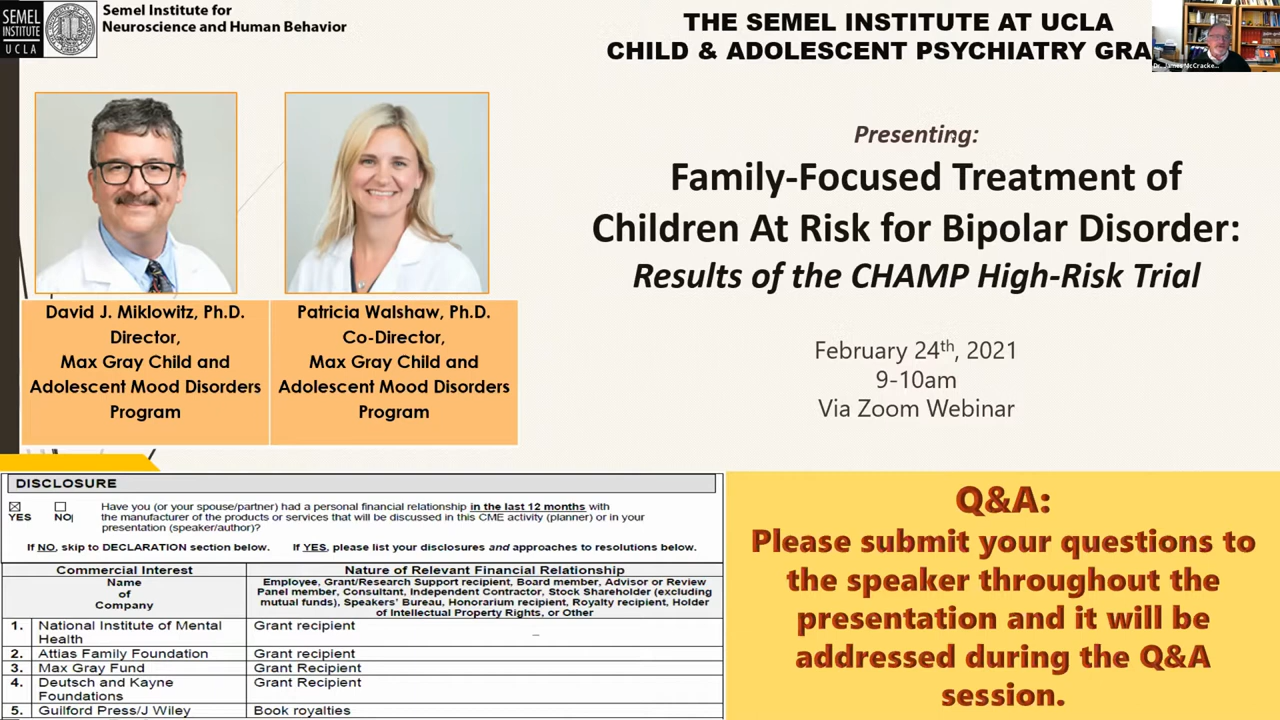 SEMEL
INSTITUTE
UCLA
Semel Institute for
Neuroscience and Human Behavior
THE SEMEL INSTITUTE AT UCLA
CHILD & ADOLESCENT PSYCHIATRY GRA
Dr. James McCracke...
Presenting:
Family-Focused Treatment of
Children At Risk for Bipolar Disorder:
Results of the CHAMP High-Risk Trial
February 24th, 2021
9-10am
Via Zoom Webinar
David J. Miklowitz, Ph.D.
Director,
Max Gray Child and
Adolescent Mood Disorders
Program
Patricia Walshaw, Ph.D.
Co-Director,
Max Gray Child and
Adolescent Mood Disorders
Program
DISCLOSURE
YES
NO
Have you (or your spouse/partner) had a personal financial relationship in the last 12 months with
the manufacturer of the products or services that will be discussed in this CME activity (planner) or in your
presentation (speaker/author)?
If NO, skip to DECLARATION section below. If YES, please list your disclosures and approaches to resolutions below.
Commercial Interest
Nature of Relevant Financial Relationship
Name
of
Company
Employee, Grant/Research Support recipient, Board member, Advisor or Review
Panel member, Consultant, Independent Contractor, Stock Shareholder (excluding
mutual funds), Speakers' Bureau, Honorarium recipient, Royalty recipient, Holder
of Intellectual Property Rights, or Other
1. National Institute of Mental
Health
Grant recipient
2. Attias Family Foundation Grant recipient
3. Max Gray Fund Grant Recipient
4. Deutsch and Kayne
Foundations
Grant Recipient
5. Guilford Press/J Wiley Book royalties
Q&A:
Please submit your questions to
the speaker throughout the
presentation and it will be
addressed during the Q&A
session.